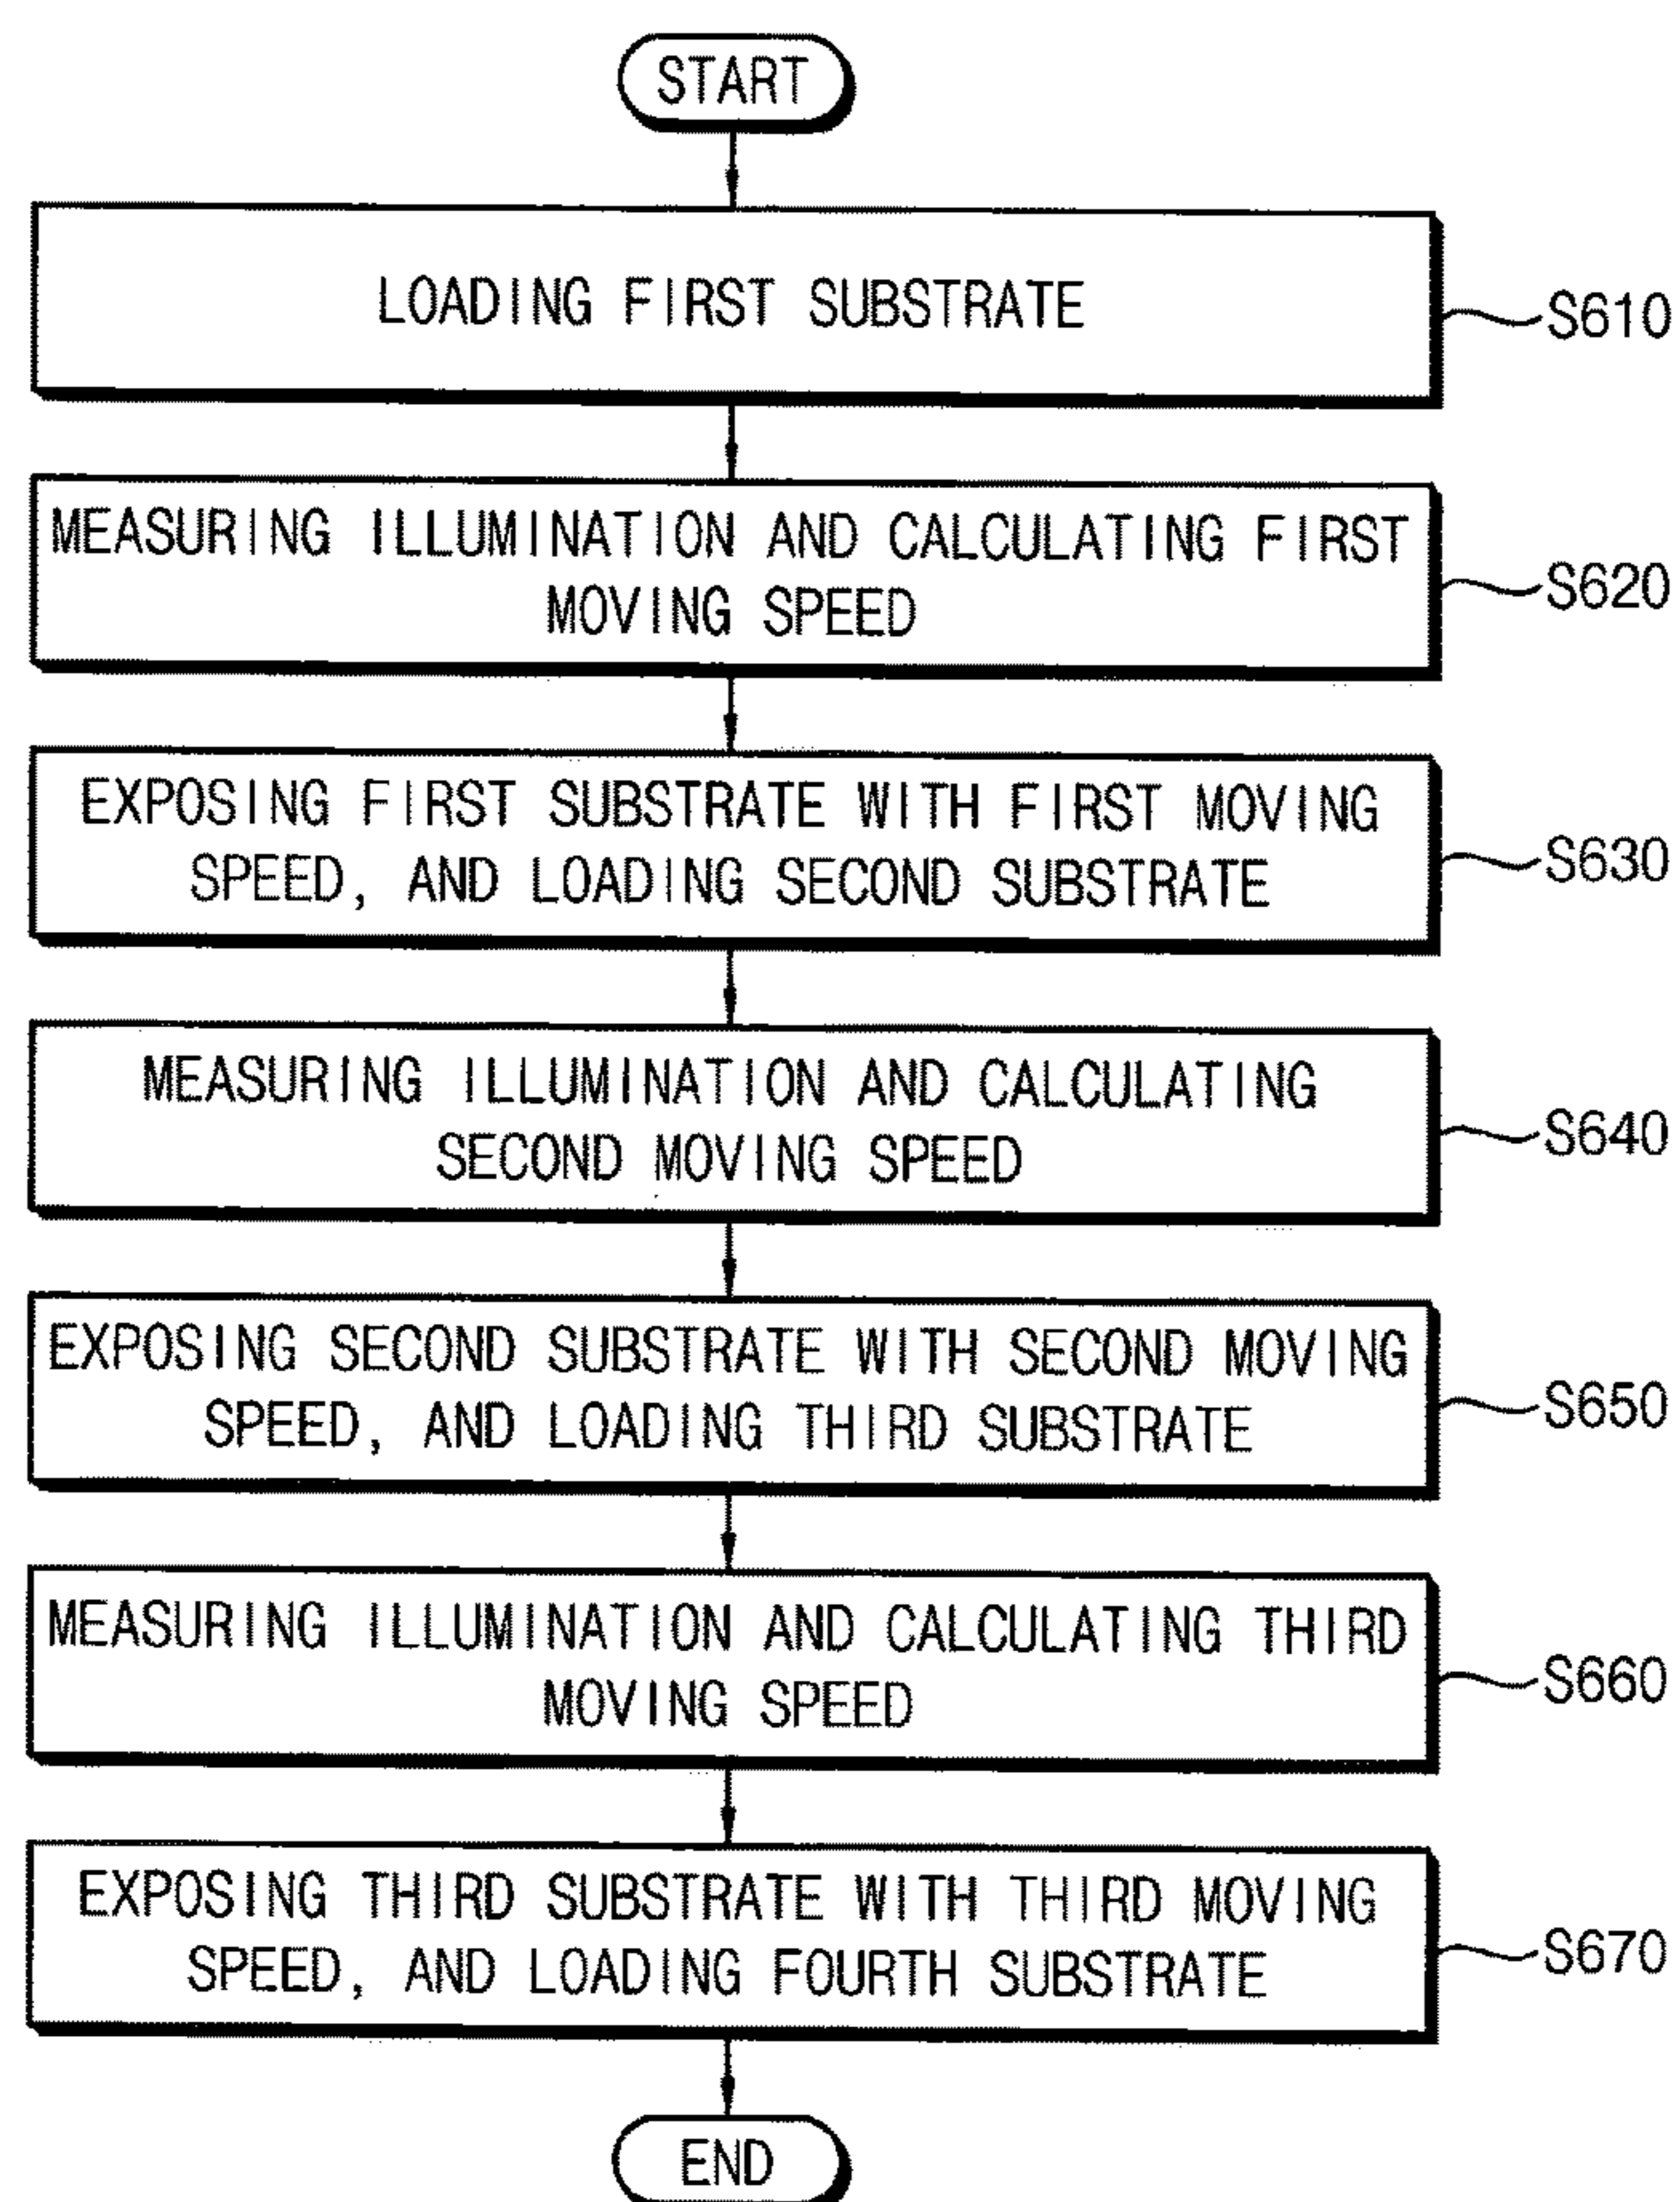 START
LOADING FIRST SUBSTRATE
S610
MEASURING ILLUMINATION AND CALCULATING FIRST
MOVING SPEED
S620
EXPOSING FIRST SUBSTRATE WITH FIRST MOVING
SPEED, AND LOADING SECOND SUBSTRATE
S630
MEASURING ILLUMINATION AND CALCULATING
SECOND MOVING SPEED
S640
EXPOSING SECOND SUBSTRATE WITH SECOND MOVING
SPEED, AND LOADING THIRD SUBSTRATE
S650
MEASURING ILLUMINATION AND CALCULATING THIRD
MOVING SPEED
S660
EXPOSING THIRD SUBSTRATE WITH THIRD MOVING
SPEED, AND LOADING FOURTH SUBSTRATE
S670
END